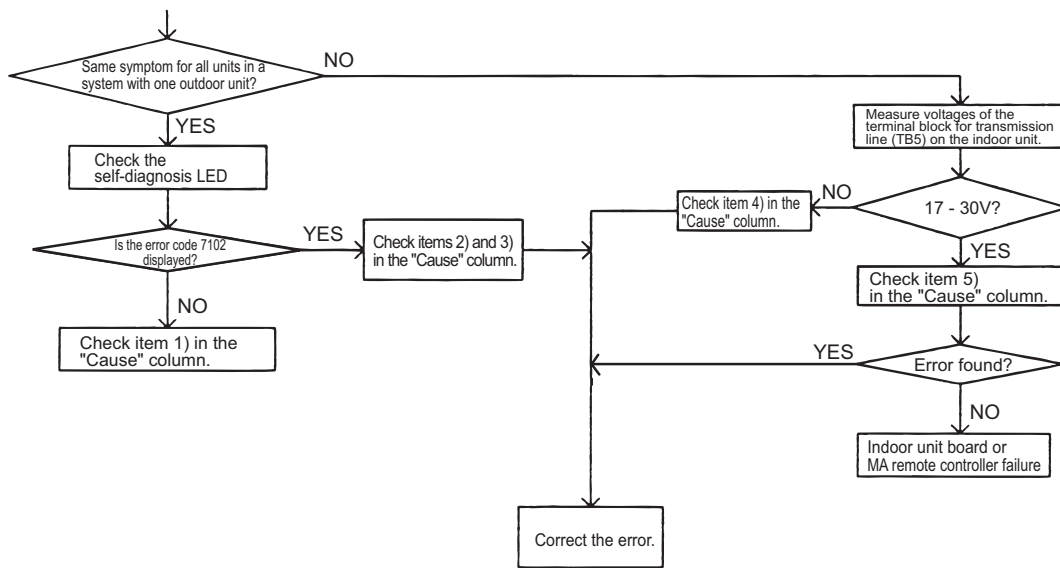 Same symptom for all units in a
system with one outdoor unit?
NO
YES
Measure voltages of the
terminal block for transmission
line (TB5) on the indoor unit.
Check the
self-diagnosis LED
NO
Check item 4) in the
"Cause" column.
17 - 30V?
Is the error code 7102
displayed?
YES
Check items 2) and 3)
in the "Cause" column.
YES
Check item 5)
in the "Cause" column.
NO
Check item 1) in the
"Cause" column.
YES
Error found?
NO
Indoor unit board or
MA remote controller failure
Correct the error.